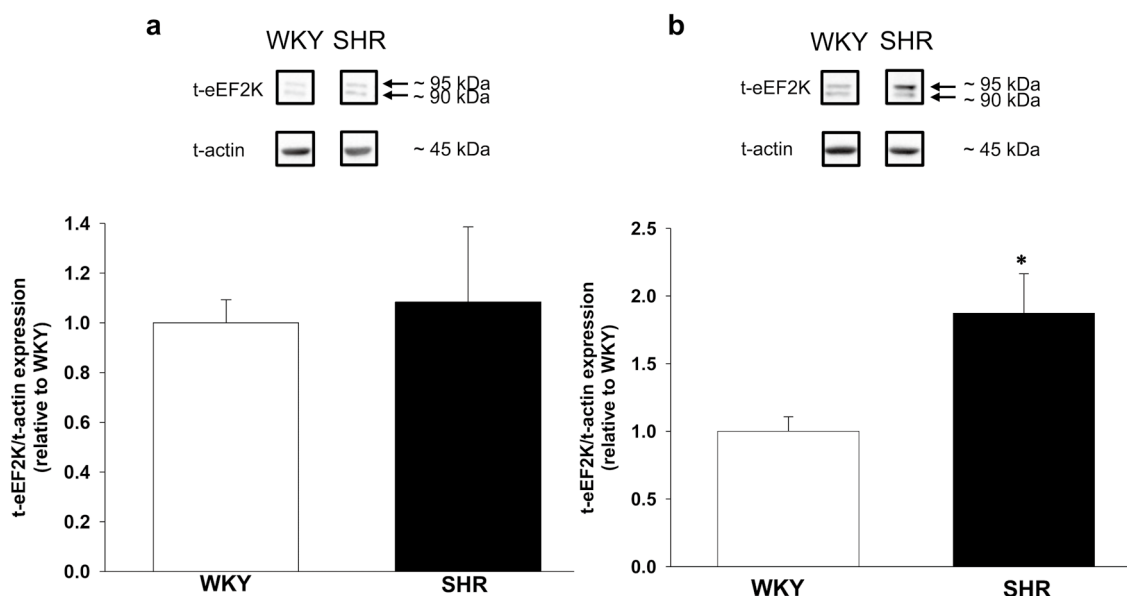 a
WKY SHR
t-eEF2K
~ 95 kDa
~ 90 kDa
t-actin
~ 45 kDa
1.4
1.2
1.0
0.8
0.6
0.4
0.2
0.0
t-eEF2K/t-actin expression
(relative to WKY)
WKY
SHR
b
WKY SHR
t-eEF2K
~ 95 kDa
~ 90 kDa
t-actin
~ 45 kDa
2.5
2.0
1.5
1.0
0.5
0.0
t-eEF2K/t-actin expression
(relative to WKY)
*
WKY
SHR